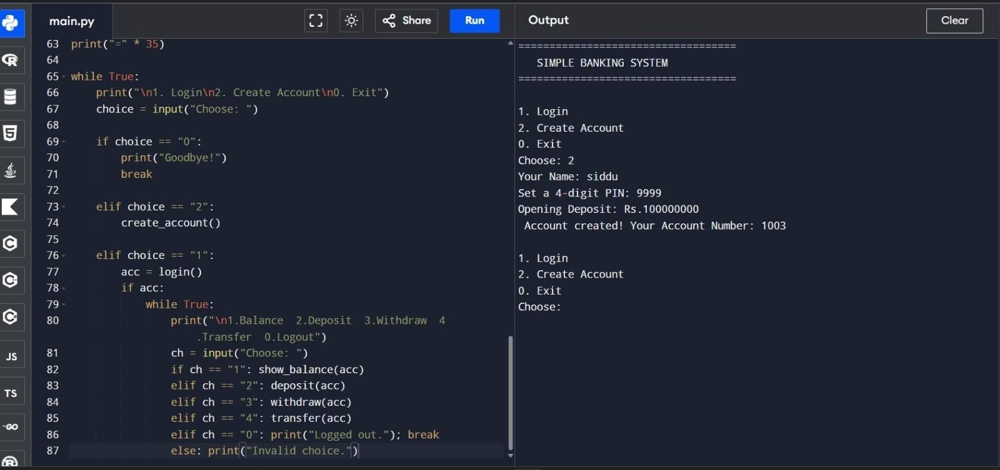 main.py
Share
Run
Output
Clear
63 print("=" * 35)
64
65 while True:
66 print("\n1. Login\n2. Create Account\n0. Exit")
67 choice = input("Choose: ")
68
69 if choice == "0":
70 print("Goodbye!")
71 break
72
73 elif choice == "2":
74 create_account()
75
76 elif choice == "1":
77 acc = login()
78 if acc:
79 while True:
80 print("\n1.Balance  2.Deposit  3.Withdraw  4
.Transfer  0.Logout")
81 ch = input("Choose: ")
82 if ch == "1": show_balance(acc)
83 elif ch == "2": deposit(acc)
84 elif ch == "3": withdraw(acc)
85 elif ch == "4": transfer(acc)
86 elif ch == "0": print("Logged out."); break
87 else: print("Invalid choice.")
===================================
SIMPLE BANKING SYSTEM
===================================
1. Login
2. Create Account
0. Exit
Choose: 2
Your Name: siddu
Set a 4-digit PIN: 9999
Opening Deposit: Rs.100000000
Account created! Your Account Number: 1003
1. Login
2. Create Account
0. Exit
Choose:
R
5
C
C
C
JS
TS
GO
R